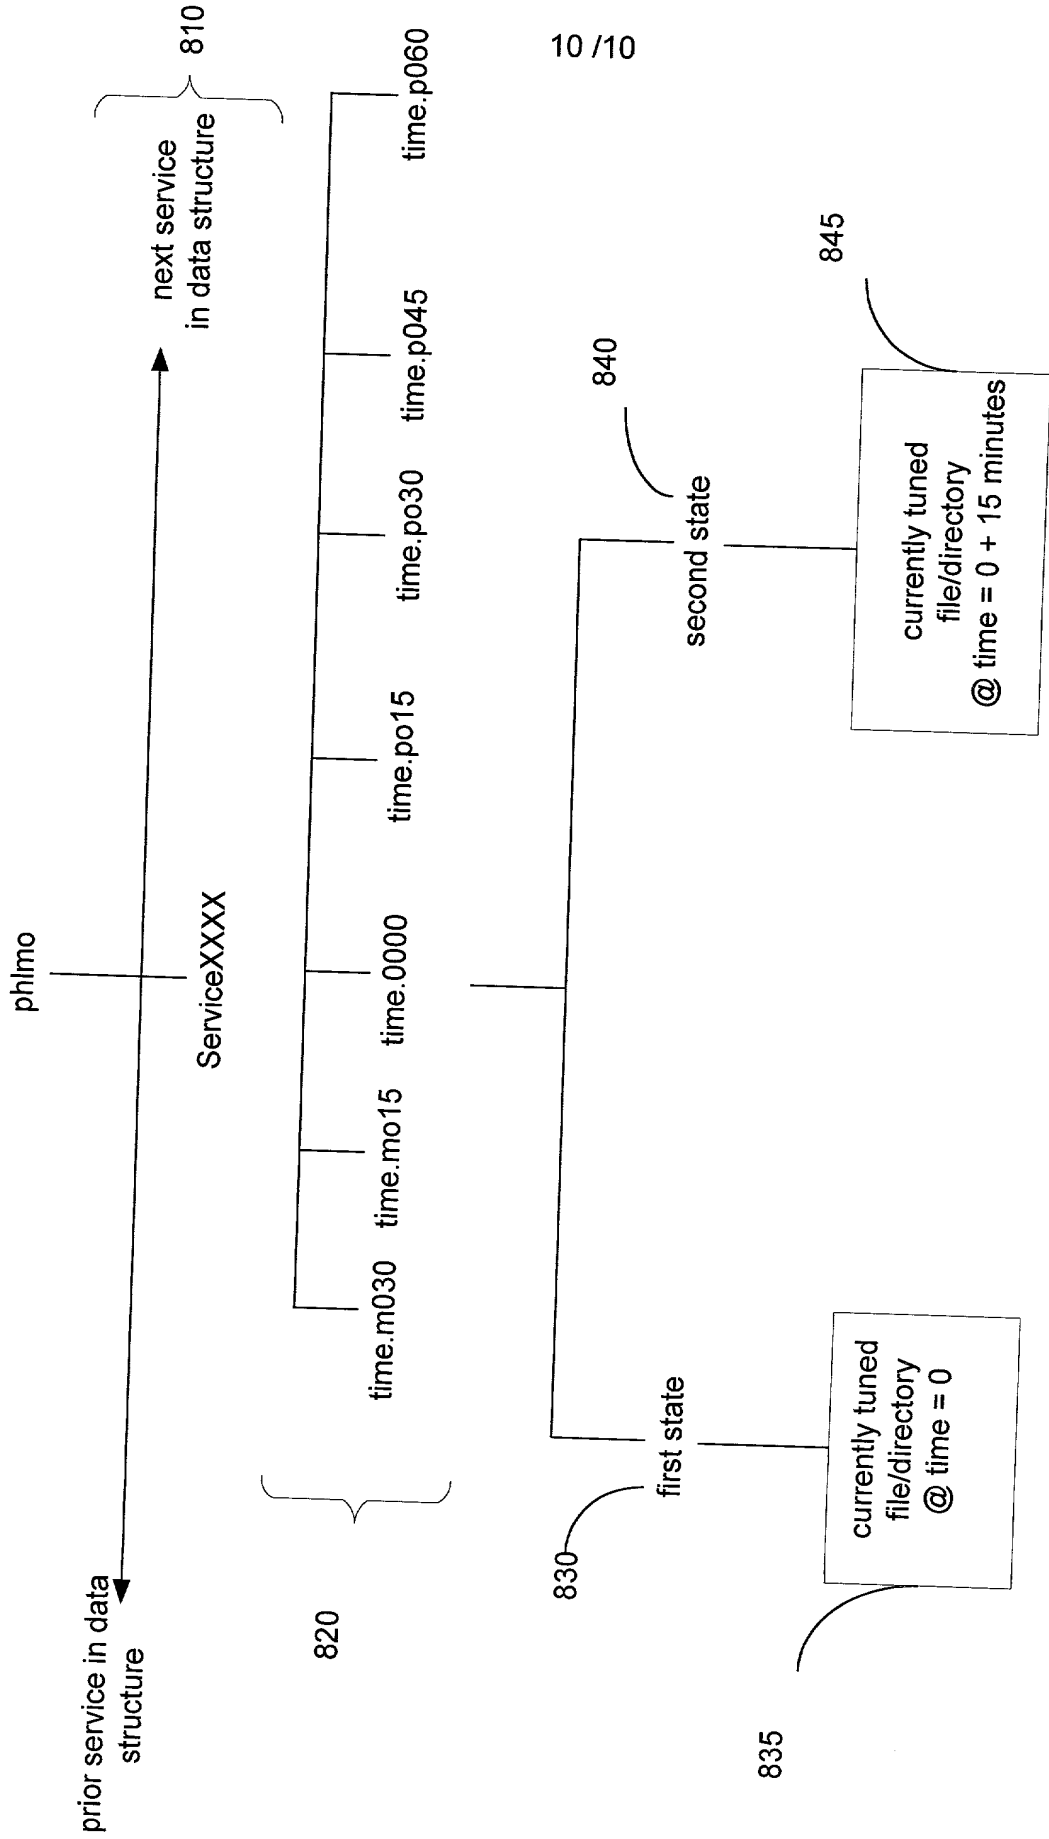 phlmo
prior service in data
structure
next service
in data structure
810
ServiceXXXX
820
time.m030
time.mo15
time.0000
time.po15
time.po30
time.p045
time.p060
830
first state
840
second state
835
currently tuned
file/directory
@ time = 0
845
currently tuned
file/directory
@ time = 0 + 15 minutes
10 /10